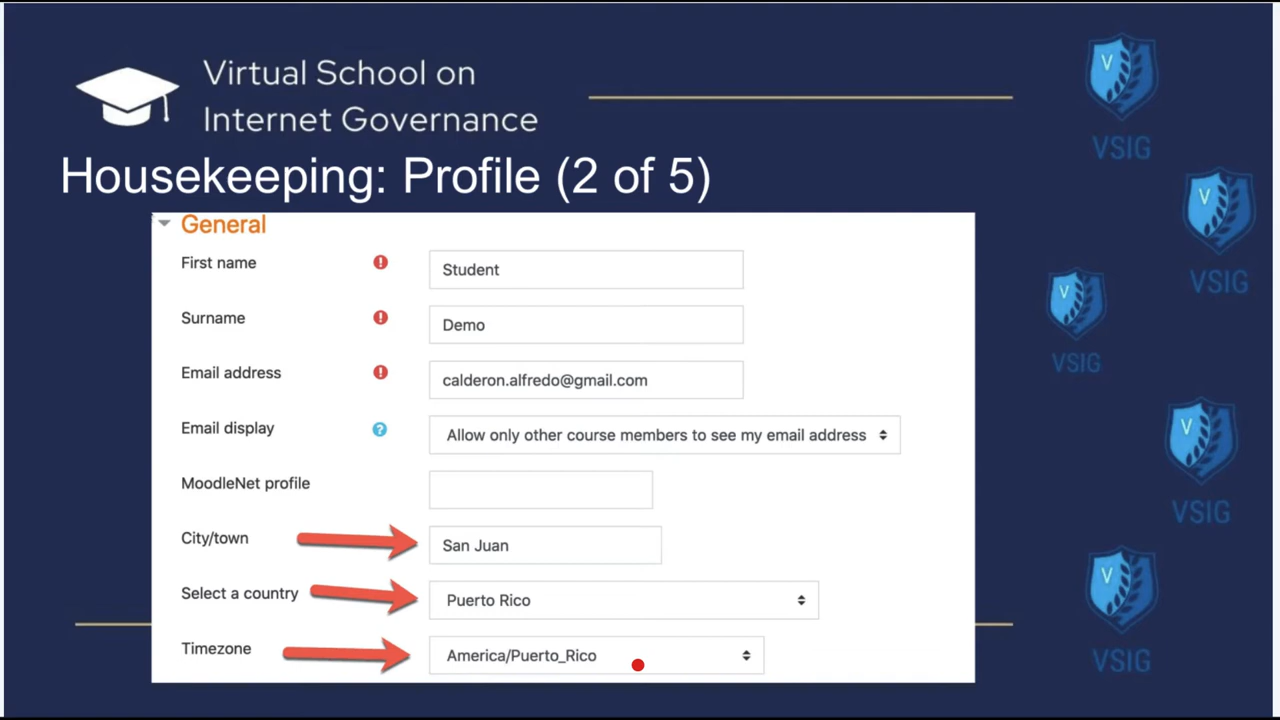 Virtual School on
Internet Governance
Housekeeping: Profile (2 of 5)
General
First name ! Student
Surname ! Demo
Email address ! calderon.alfredo@gmail.com
Email display ? Allow only other course members to see my email address
MoodleNet profile
City/town San Juan
Select a country Puerto Rico
Timezone America/Puerto_Rico
V
VSIG
V
VSIG
V
VSIG
V
VSIG
V
VSIG